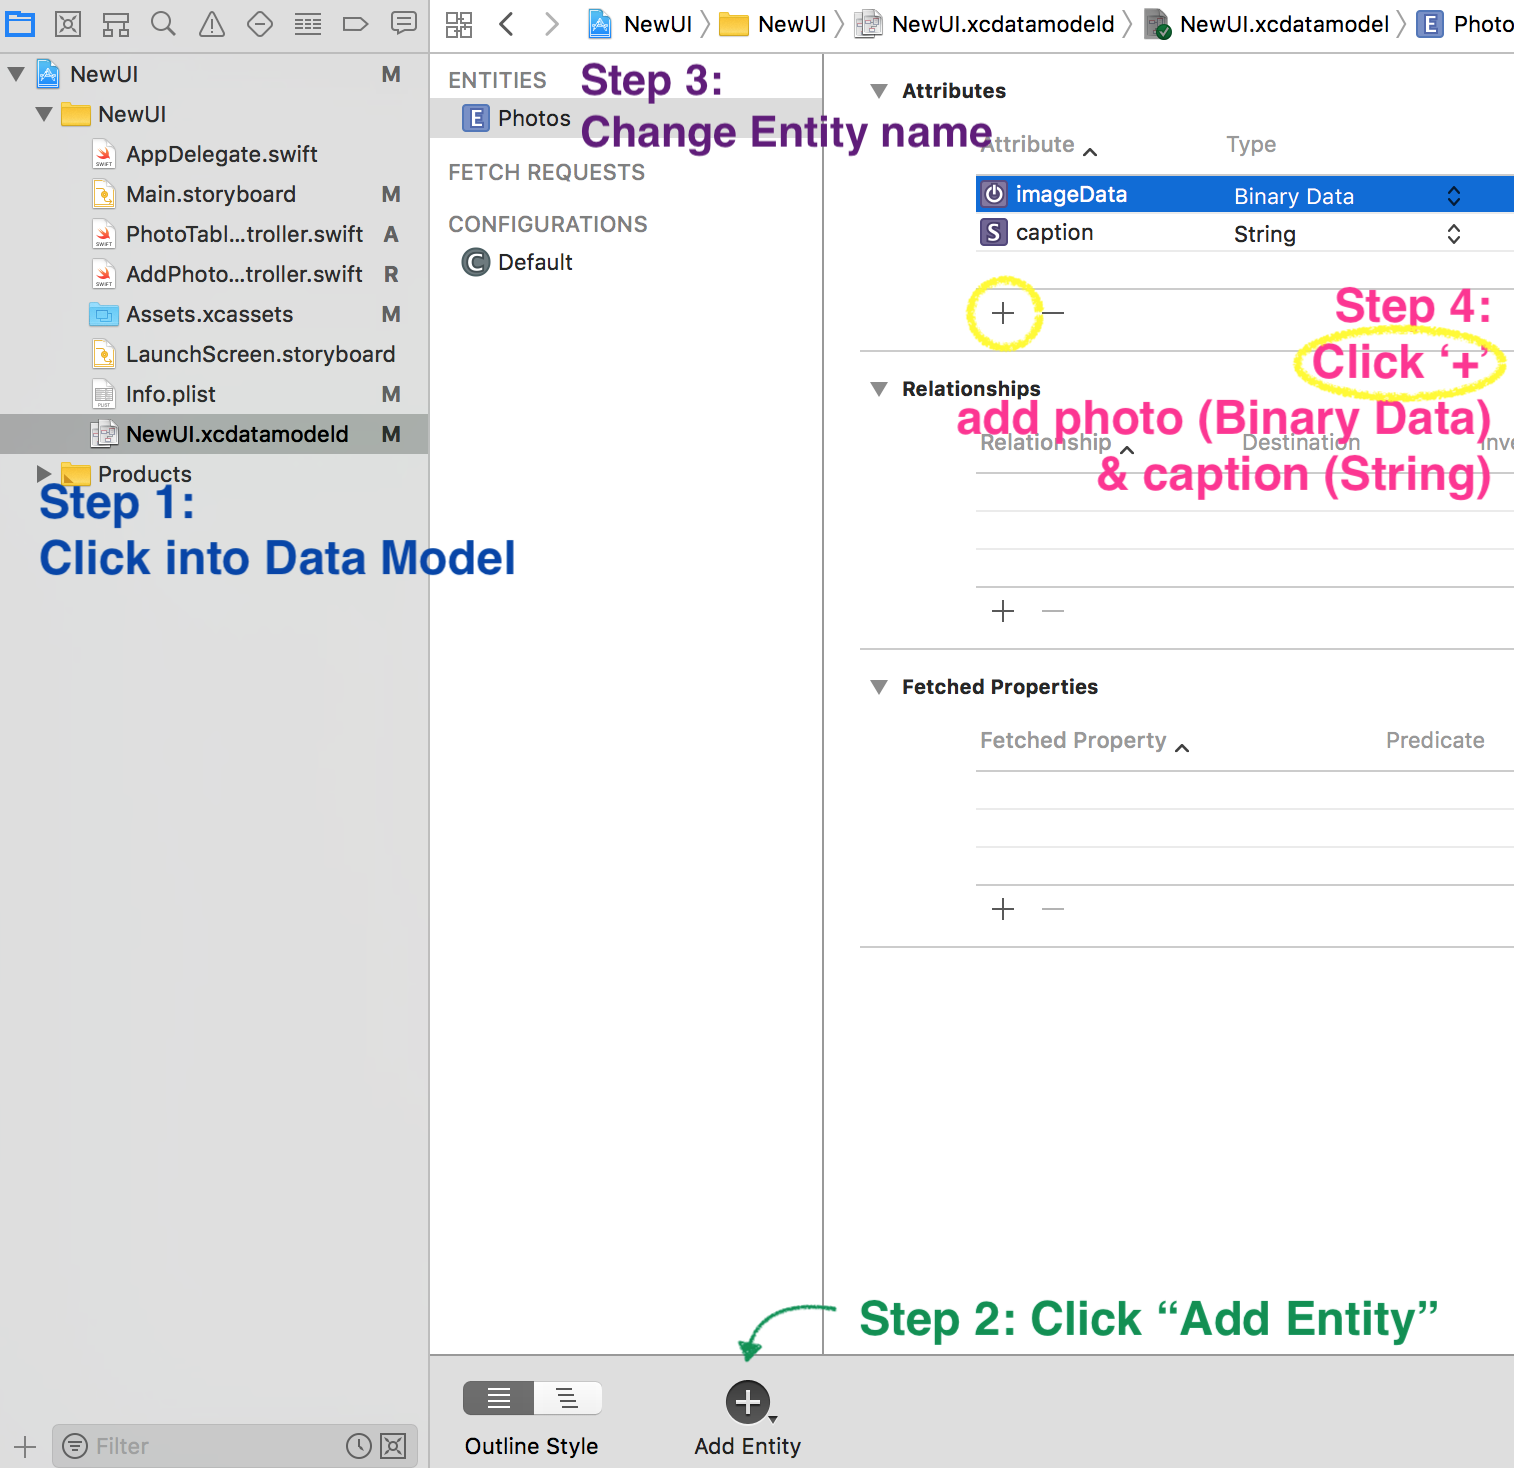 NewUI
NewUI
NewUI.xcdatamodeld
NewUI.xcdatamodel
E
Photo
NewUI M
NewUI
AppDelegate.swift
Main.storyboard M
PhotoTabl...troller.swift A
AddPhoto...troller.swift R
Assets.xcassets M
LaunchScreen.storyboard
Info.plist M
NewUI.xcdatamodeld M
Products
Step 1:
Click into Data Model
Filter
ENTITIES
E Photos
Step 3:
Change Entity name
FETCH REQUESTS
CONFIGURATIONS
C Default
Attributes
Attribute Type
imageData Binary Data
S caption String
Step 4:
Click ‘+’
add photo (Binary Data)
& caption (String)
Relationships
Relationship Destination Inve
Fetched Properties
Fetched Property Predicate
Step 2: Click “Add Entity”
Outline Style
Add Entity